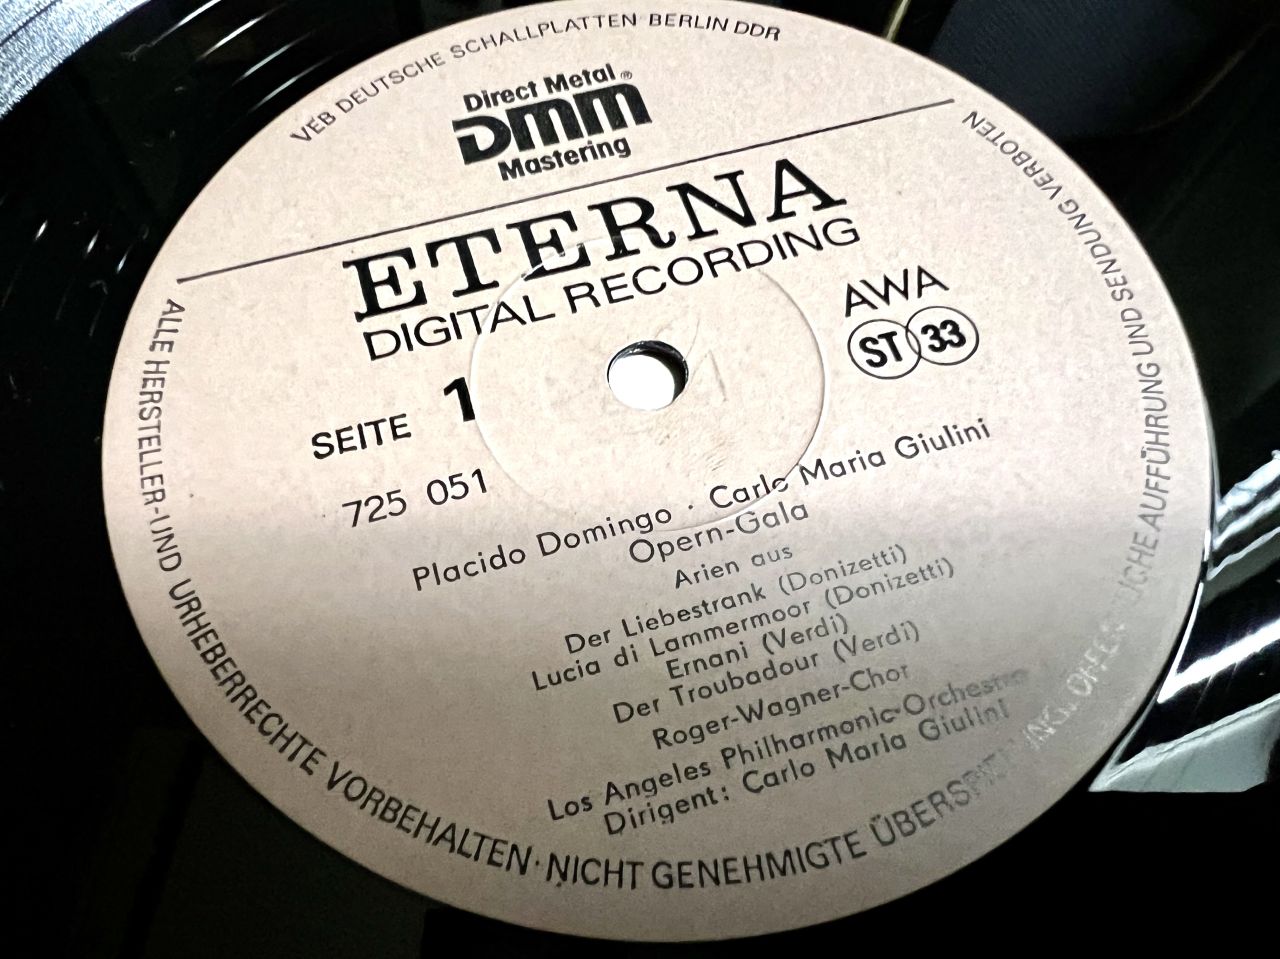 VEB DEUTSCHE SCHALLPLATTEN BERLIN DDR
Direct Metal ®
DMM
Mastering
ETERNA
DIGITAL RECORDING
AWA
ST 33
SEITE 1
725 051
Placido Domingo · Carlo Maria Giulini
Opern-Gala
Arien aus
Der Liebestrank (Donizetti)
Lucia di Lammermoor (Donizetti)
Ernani (Verdi)
Der Troubadour (Verdi)
Roger-Wagner-Chor
Los Angeles Philharmonic-Orchestra
Dirigent: Carlo Maria Giulini
ALLE HERSTELLER-UND URHEBERRECHTE VORBEHALTEN · NICHT GENEHMIGTE AUFFÜHRUNG UND SENDUNG VERBOTEN